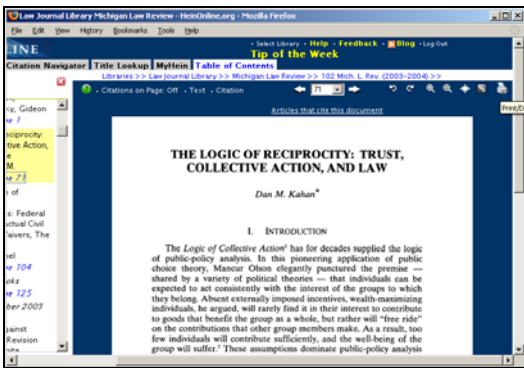 Law Journal Library Michigan Law Review - HeinOnline.org - Mozilla Firefox
File Edit View History Bookmarks Tools Help
LINE
- Select Library - Help - Feedback - Blog - Log Out
Tip of the Week
Citation Navigator Title Lookup MyHein Table of Contents
Libraries >> Law Journal Library >> Michigan Law Review >> 102 Mich. L. Rev. (2003-2004) >>
- Citations on Page: Off - Text - Citation
71
Print/D
Articles that cite this document
ky, Gideon
e 1
eciprocity:
tive Action,
e
M.
e 71
of
s: Federal
actual Civil
Waivers, The
el
e 104
oks
e 125
ber 2003
gainst
Revision
THE LOGIC OF RECIPROCITY: TRUST,
COLLECTIVE ACTION, AND LAW
Dan M. Kahan*
I. INTRODUCTION
The Logic of Collective Action¹ has for decades supplied the logic
of public-policy analysis. In this pioneering application of public
choice theory, Mancur Olson elegantly punctured the premise —
shared by a variety of political theories — that individuals can be
expected to act consistently with the interest of the groups to which
they belong. Absent externally imposed incentives, wealth-maximizing
individuals, he argued, will rarely find it in their interest to contribute
to goods that benefit the group as a whole, but rather will "free ride"
on the contributions that other group members make. As a result, too
few individuals will contribute sufficiently, and the well-being of the
group will suffer.² These assumptions dominate public-policy analysis